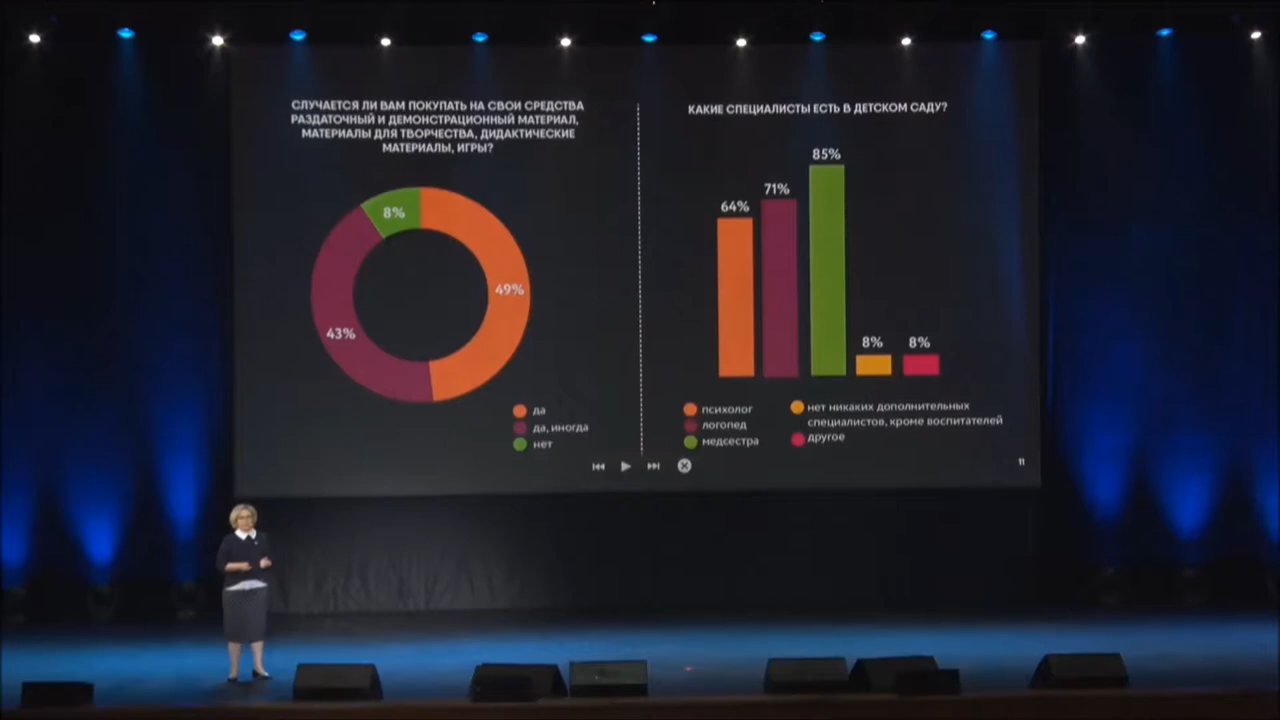 СЛУЧАЕТСЯ ЛИ ВАМ ПОКУПАТЬ НА СВОИ СРЕДСТВА
РАЗДАТОЧНЫЙ И ДЕМОНСТРАЦИОННЫЙ МАТЕРИАЛ,
МАТЕРИАЛЫ ДЛЯ ТВОРЧЕСТВА, ДИДАКТИЧЕСКИЕ
МАТЕРИАЛЫ, ИГРЫ?
8%
49%
43%
да
да, иногда
нет
КАКИЕ СПЕЦИАЛИСТЫ ЕСТЬ В ДЕТСКОМ САДУ?
64%
71%
85%
8%
8%
психолог
логопед
медсестра
нет никаких дополнительных
специалистов, кроме воспитателей
другое
11